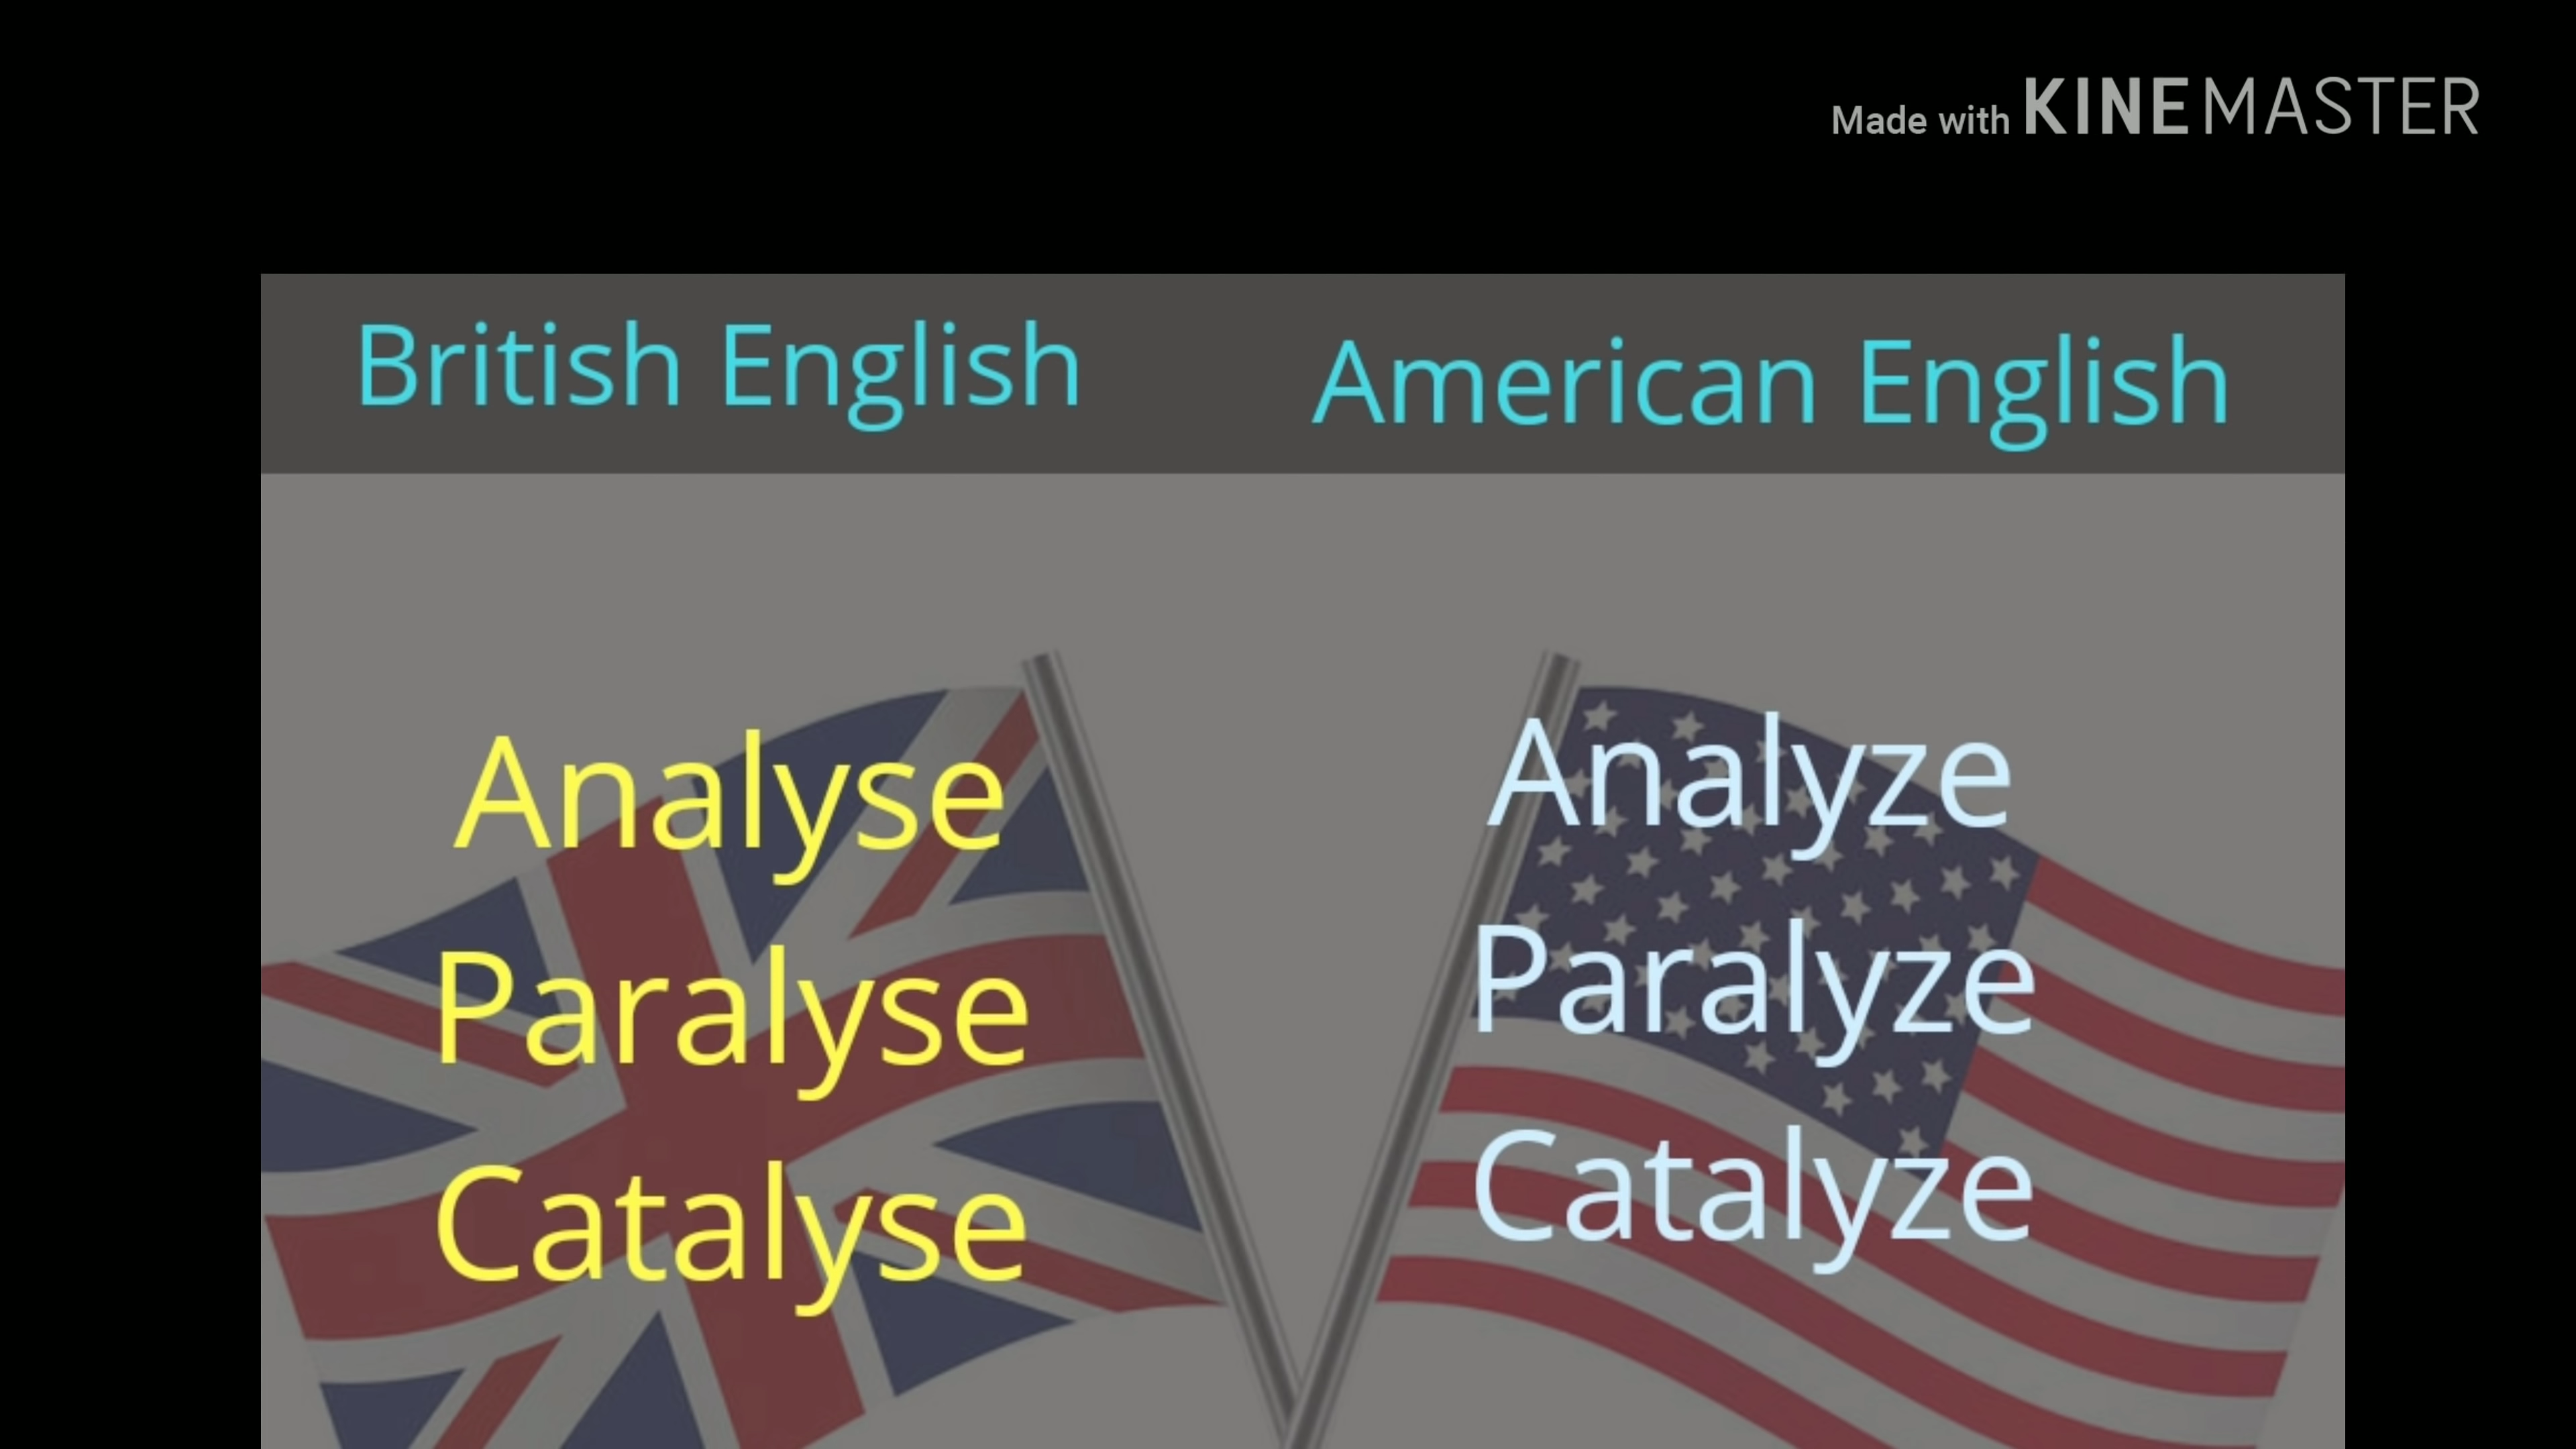 Made with KINEMASTER
British English
American English
Analyse
Analyze
Paralyse
Paralyze
Catalyse
Catalyze